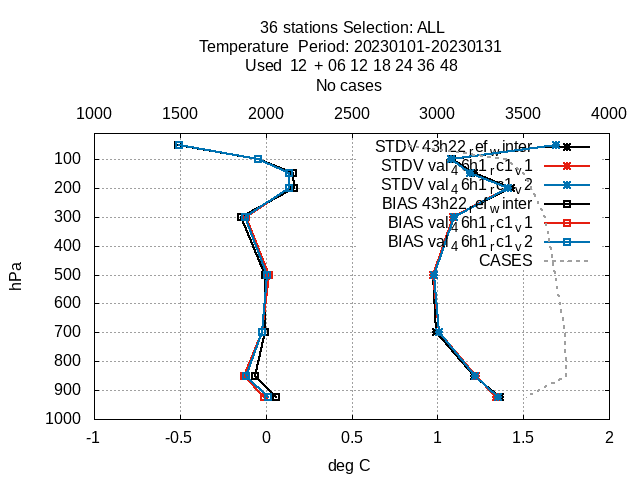 36 stations Selection: ALL
Temperature Period: 20230101-20230131
Used 12 + 06 12 18 24 36 48
No cases
1000 1500 2000 2500 3000 3500 4000
STDV 43h22_ref_winter
STDV val_46h1_rc1_v1
STDV val_46h1_rc1_v2
BIAS 43h22_ref_winter
BIAS val_46h1_rc1_v1
BIAS val_46h1_rc1_v2
CASES
100
200
300
400
500
600
700
800
900
1000
hPa
-1 -0.5 0 0.5 1 1.5 2
deg C